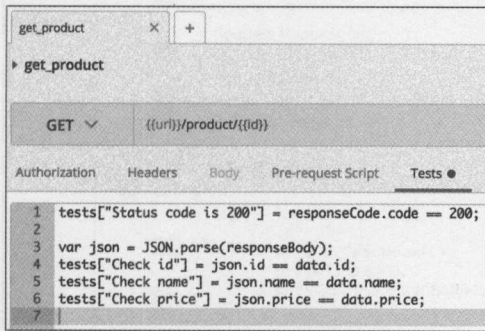 get_product × +
get_product
GET {{url}}/product/{{id}}
Authorization Headers Body Pre-request Script Tests
1 tests["Status code is 200"] = responseCode.code == 200;
2
3 var json = JSON.parse(responseBody);
4 tests["Check id"] = json.id == data.id;
5 tests["Check name"] = json.name == data.name;
6 tests["Check price"] = json.price == data.price;
7